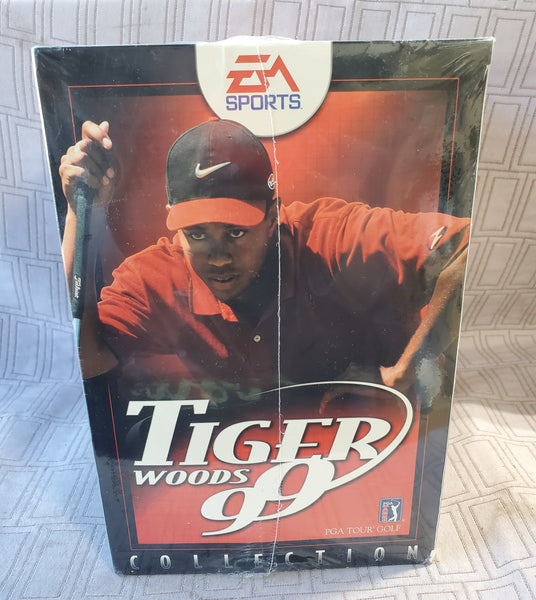 EA
SPORTS
TIGER
WOODS
99
PGA TOUR GOLF
COLLECTION